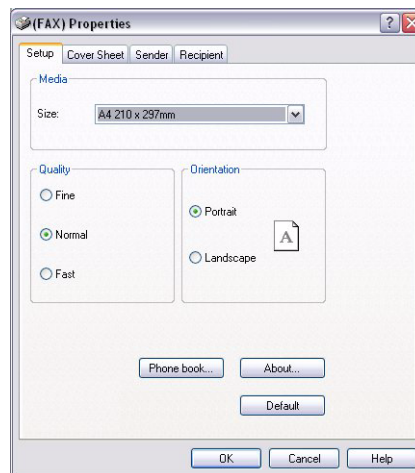 (FAX) Properties
Setup Cover Sheet Sender Recipient
Media
Size: A4 210 x 297mm
Quality
Fine
Normal
Fast
Orientation
Portrait
A
Landscape
Phone book... About...
Default
OK Cancel Help